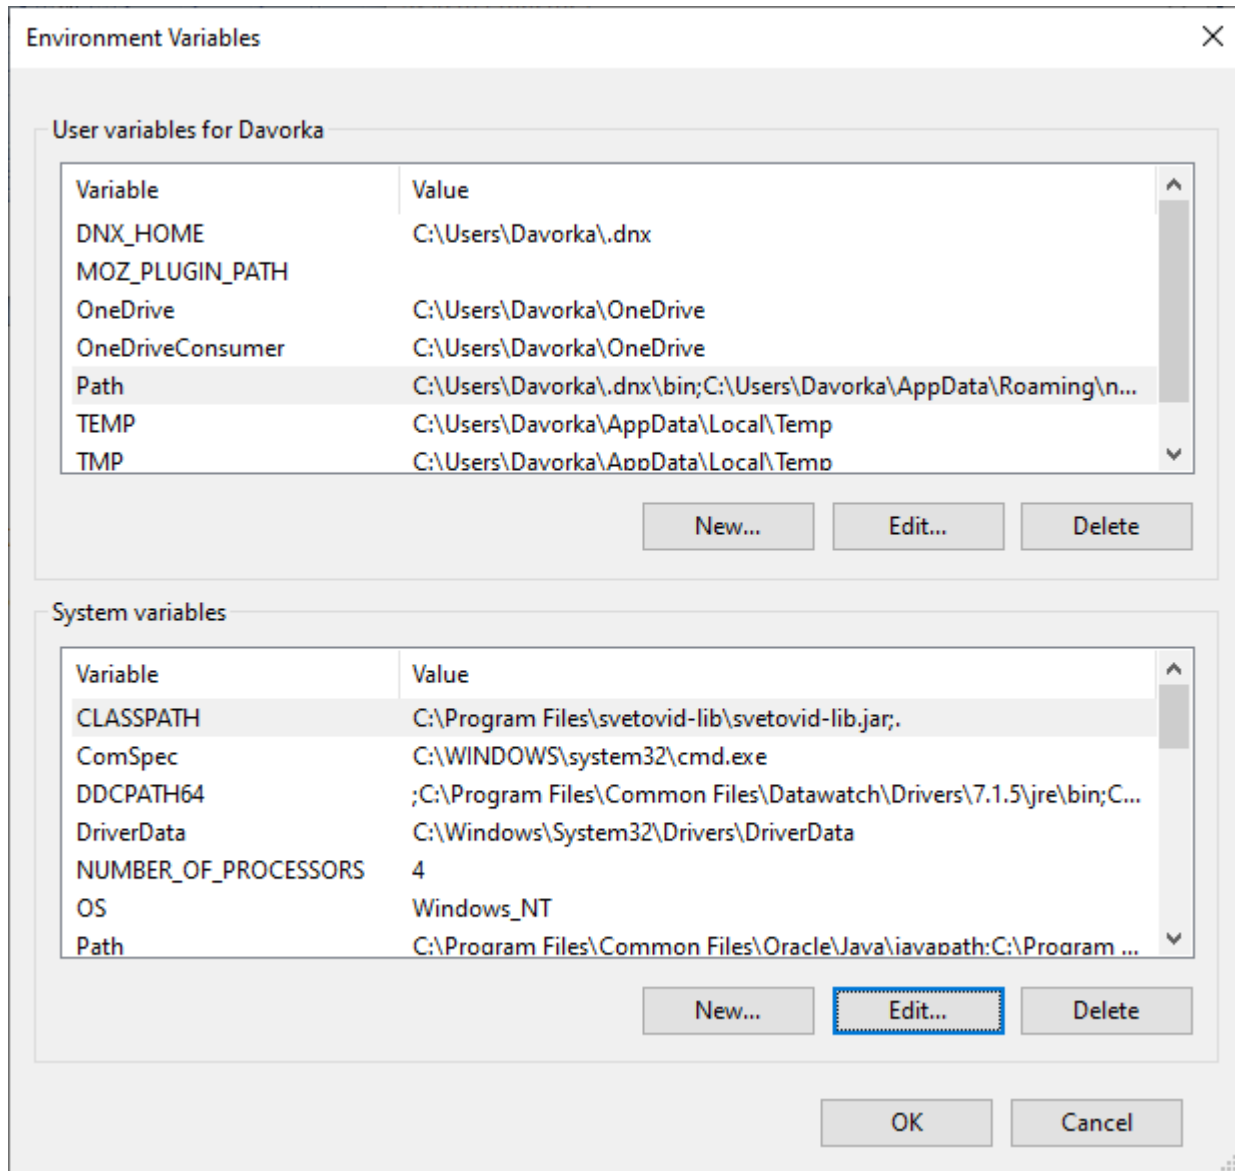 Environment Variables
User variables for Davorka
Variable Value
DNX_HOME C:\Users\Davorka\.dnx
MOZ_PLUGIN_PATH
OneDrive C:\Users\Davorka\OneDrive
OneDriveConsumer C:\Users\Davorka\OneDrive
Path C:\Users\Davorka\.dnx\bin;C:\Users\Davorka\AppData\Roaming\n...
TEMP C:\Users\Davorka\AppData\Local\Temp
TMP C:\Users\Davorka\AppData\Local\Temp
New... Edit... Delete
System variables
Variable Value
CLASSPATH C:\Program Files\svetovid-lib\svetovid-lib.jar;.
ComSpec C:\WINDOWS\system32\cmd.exe
DDCPATH64 ;C:\Program Files\Common Files\Datawatch\Drivers\7.1.5\jre\bin;C...
DriverData C:\Windows\System32\Drivers\DriverData
NUMBER_OF_PROCESSORS 4
OS Windows_NT
Path C:\Program Files\Common Files\Oracle\Java\javapath;C:\Program ...
New... Edit... Delete
OK Cancel